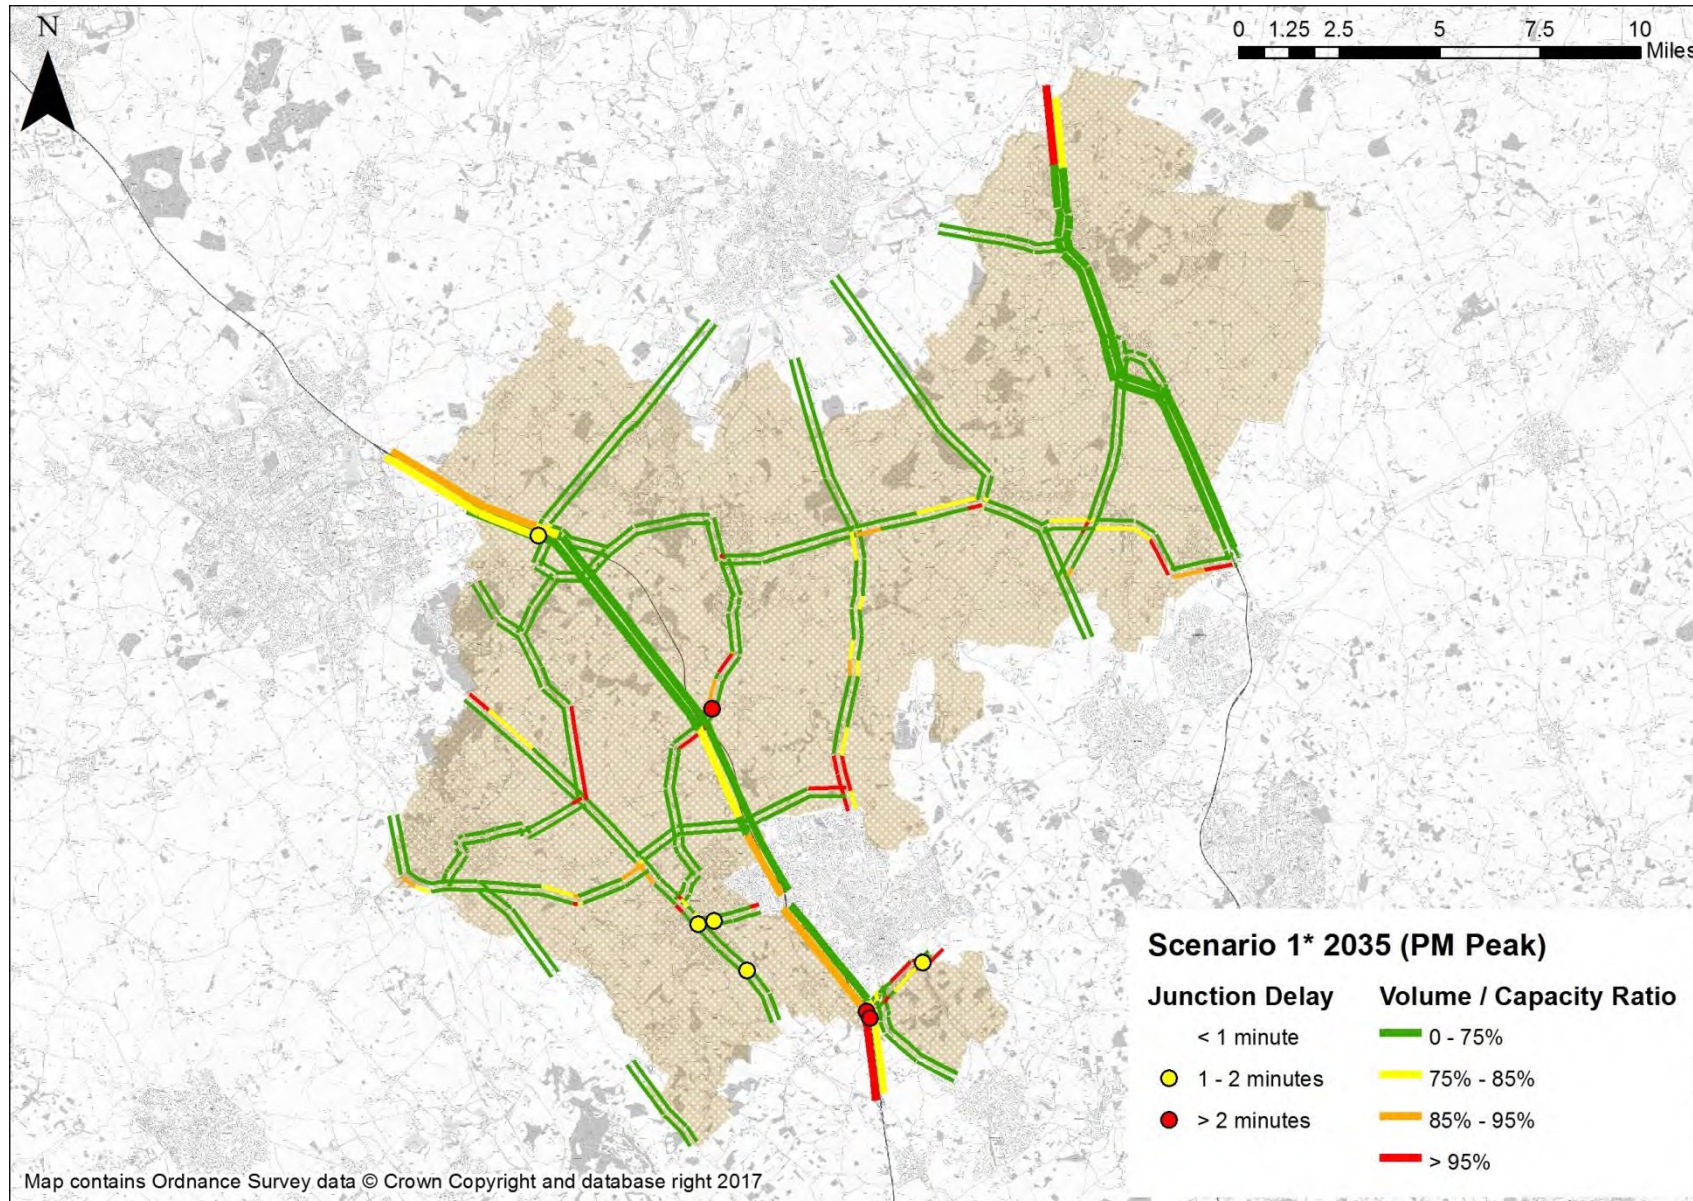 N
0 1.25 2.5 5 7.5 10
Miles
Scenario 1* 2035 (PM Peak)
Junction Delay Volume / Capacity Ratio
< 1 minute 0 - 75%
1 - 2 minutes 75% - 85%
> 2 minutes 85% - 95%
> 95%
Map contains Ordnance Survey data © Crown Copyright and database right 2017